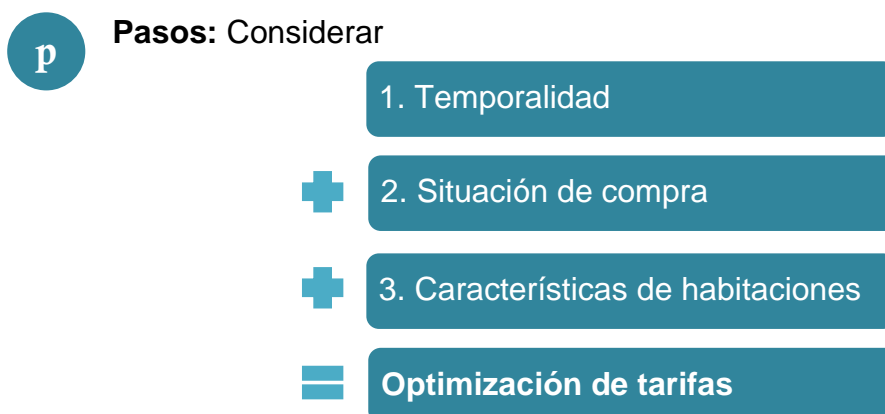 p
Pasos: Considerar
1. Temporalidad
2. Situación de compra
3. Características de habitaciones
Optimización de tarifas